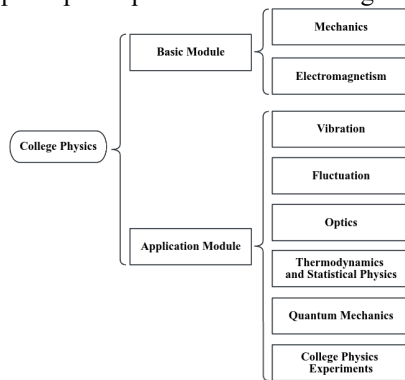 Mechanics
Basic Module
Electromagnetism
Vibration
College Physics
Fluctuation
Optics
Application Module
Thermodynamics
and Statistical Physics
Quantum Mechanics
College Physics
Experiments